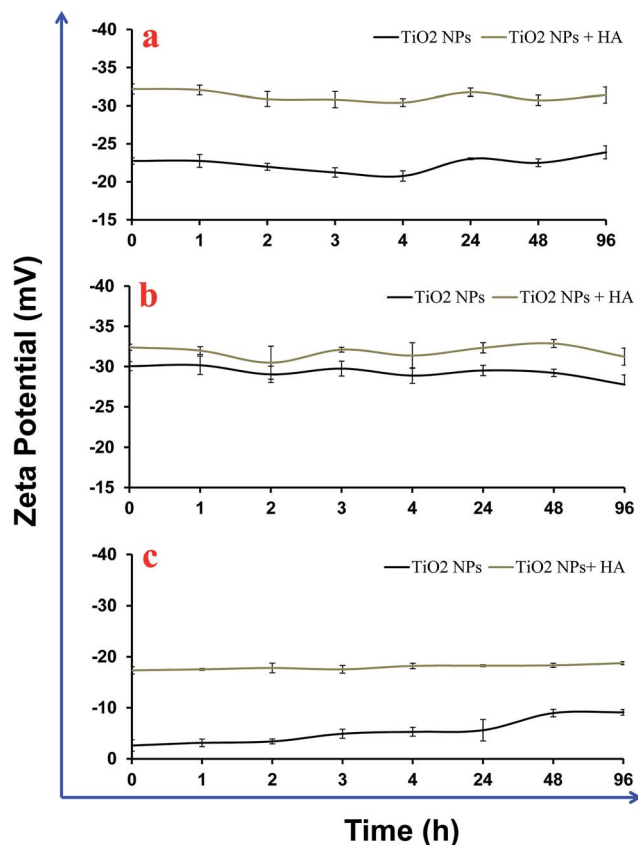 Zeta Potential (mV)
a
TiO2 NPs TiO2 NPs + HA
-40
-35
-30
-25
-20
-15
0 1 2 3 4 24 48 96
b
TiO2 NPs TiO2 NPs + HA
-40
-35
-30
-25
-20
-15
0 1 2 3 4 24 48 96
c
TiO2 NPs TiO2 NPs+ HA
-40
-30
-20
-10
0
0 1 2 3 4 24 48 96
Time (h)